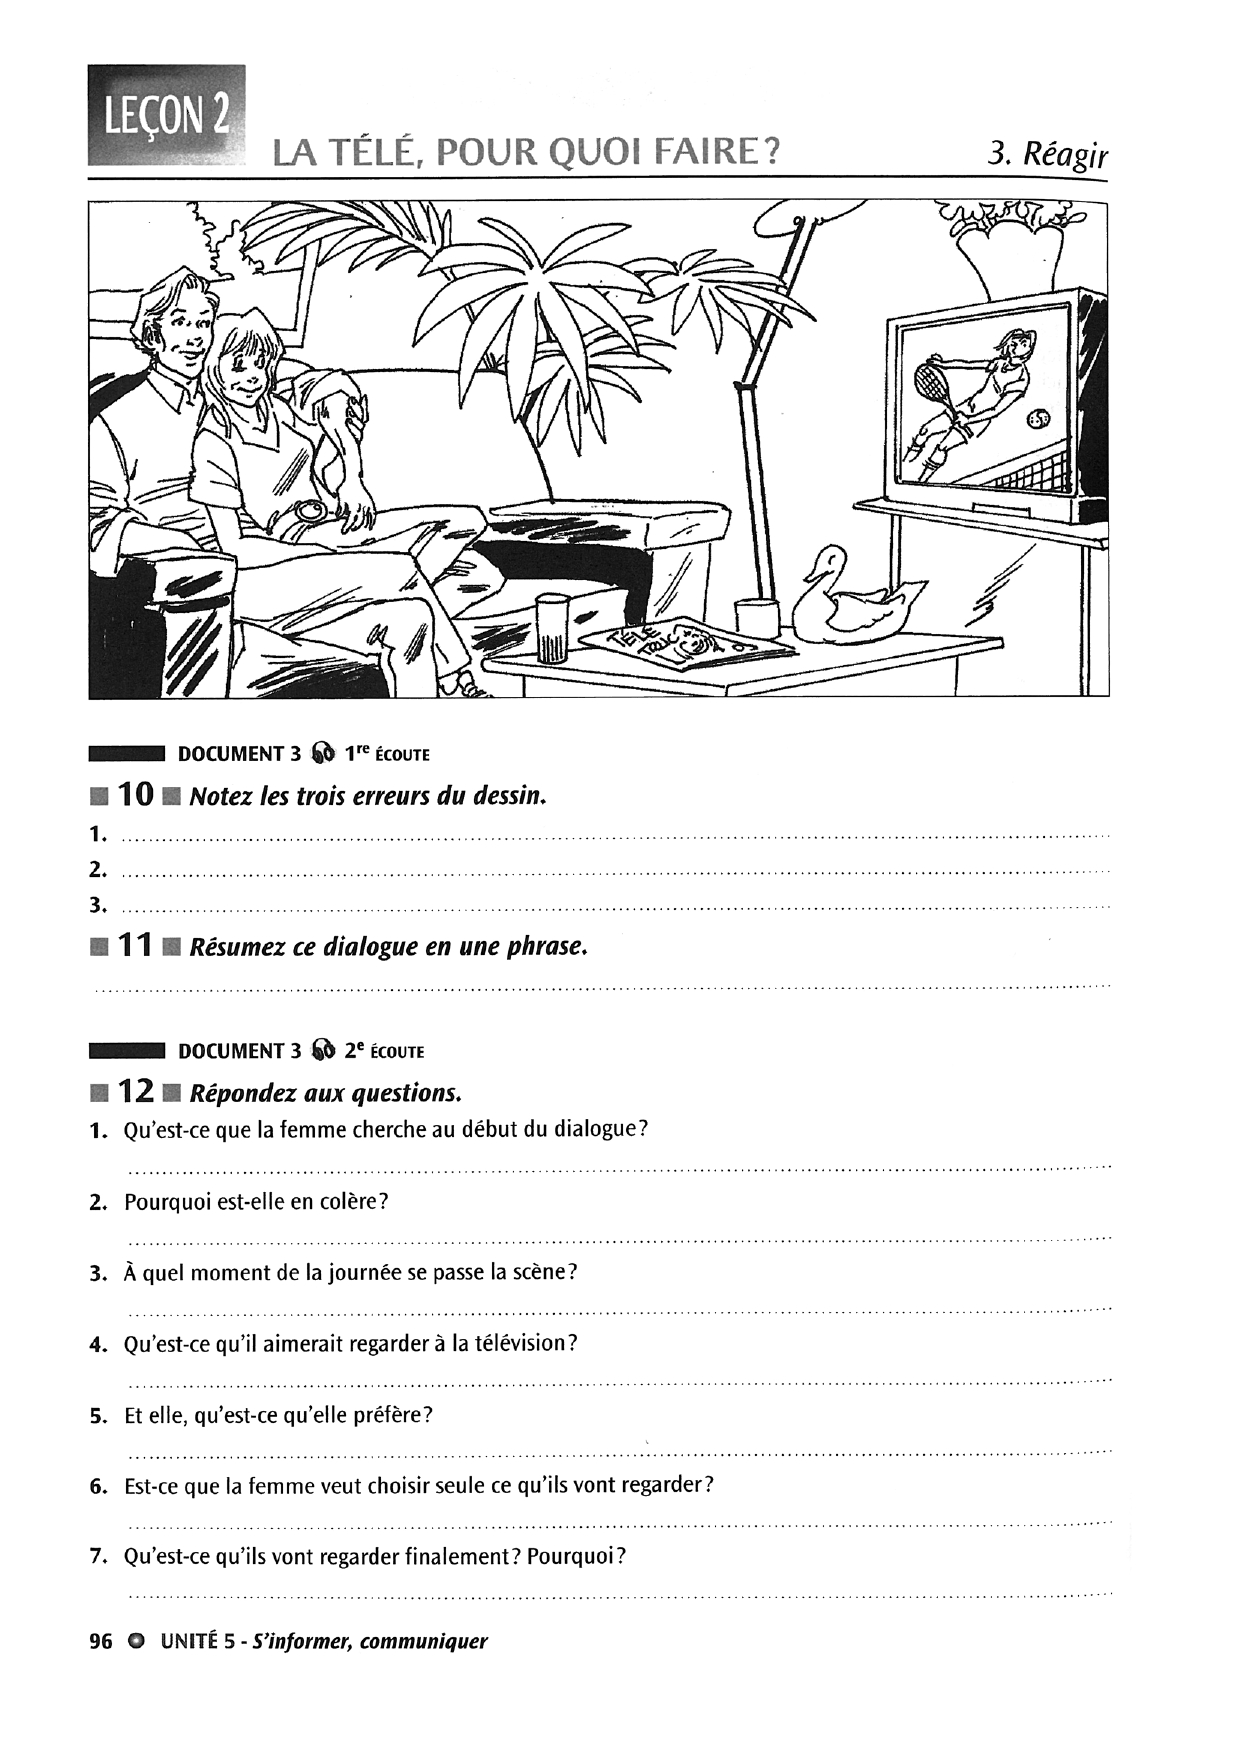 LEÇON 2
LA TÉLÉ, POUR QUOI FAIRE?
3. Réagir
TÉLÉ
DOCUMENT 3 1re ÉCOUTE
10 Notez les trois erreurs du dessin.
1.
2.
3.
11 Résumez ce dialogue en une phrase.
DOCUMENT 3 2e ÉCOUTE
12 Répondez aux questions.
1. Qu'est-ce que la femme cherche au début du dialogue?
2. Pourquoi est-elle en colère?
3. À quel moment de la journée se passe la scène?
4. Qu'est-ce qu'il aimerait regarder à la télévision?
5. Et elle, qu'est-ce qu'elle préfère?
6. Est-ce que la femme veut choisir seule ce qu'ils vont regarder?
7. Qu'est-ce qu'ils vont regarder finalement? Pourquoi?
96 UNITÉ 5 - S'informer, communiquer